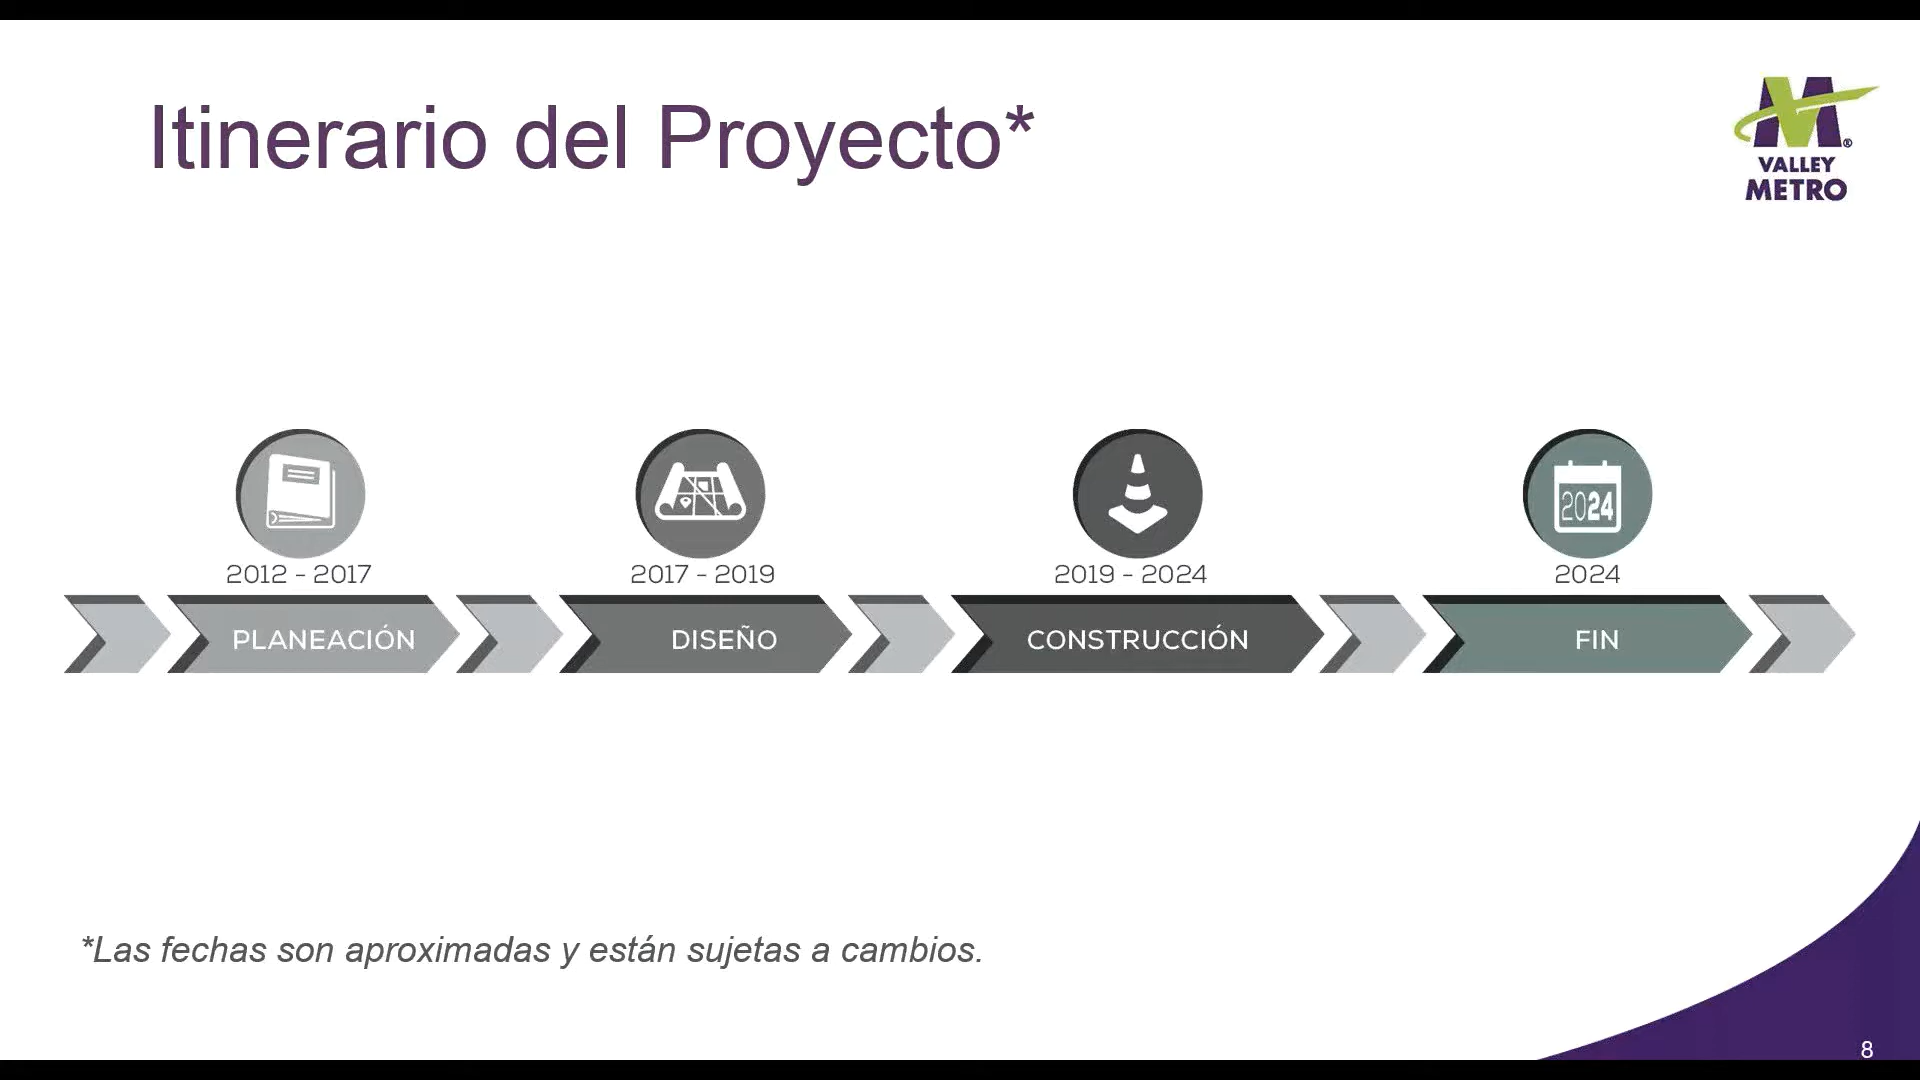 Itinerario del Proyecto*
VALLEY
METRO
®
2024
2012 - 2017
2017 - 2019
2019 - 2024
2024
PLANEACIÓN
DISEÑO
CONSTRUCCIÓN
FIN
*Las fechas son aproximadas y están sujetas a cambios.
8